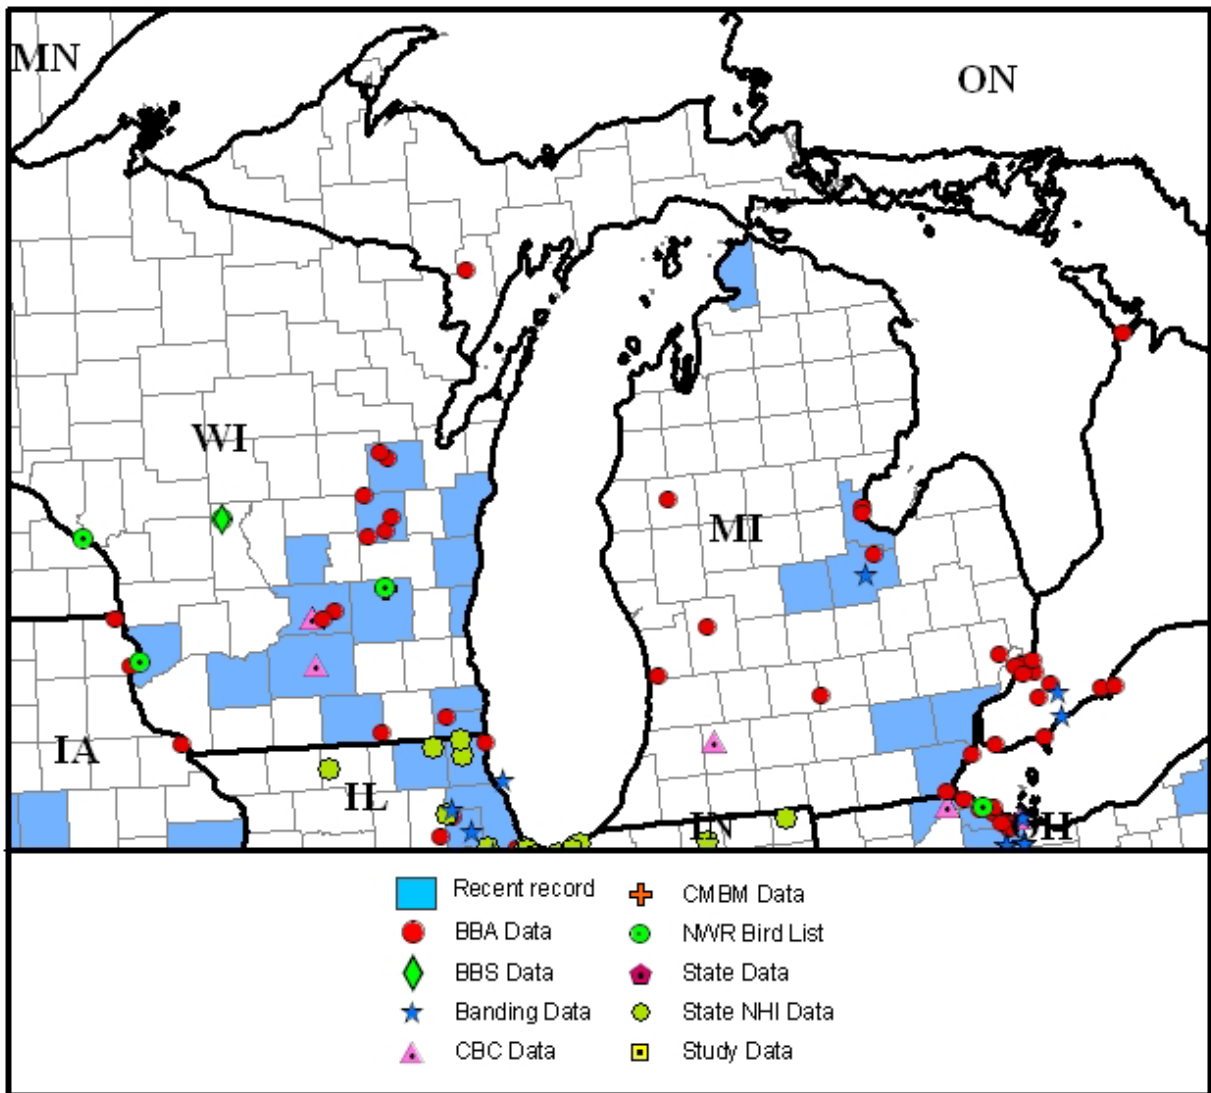 MN
ON
WI
MI
IA
IL
IN
OH
Recent record
CMBM Data
BBA Data
NWR Bird List
BBS Data
State Data
Banding Data
State NHI Data
CBC Data
Study Data